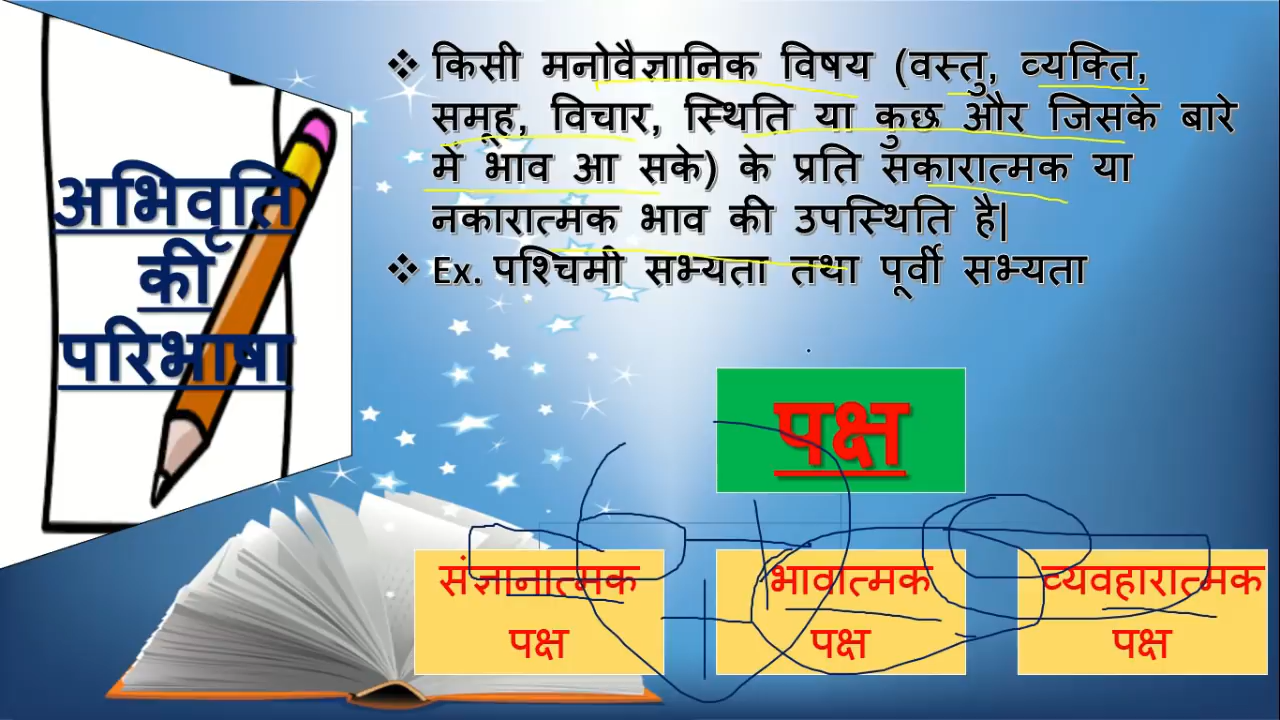 अभिवृति
की
परिभाषा
❖ किसी मनोवैज्ञानिक विषय (वस्तु, व्यक्ति,
समूह, विचार, स्थिति या कुछ और जिसके बारे
मे भाव आ सके) के प्रति सकारात्मक या
नकारात्मक भाव की उपस्थिति है|
❖ Ex. पश्चिमी सभ्यता तथा पूर्वी सभ्यता
पक्ष
संज्ञानात्मक
पक्ष
भावात्मक
पक्ष
व्यवहारात्मक
पक्ष